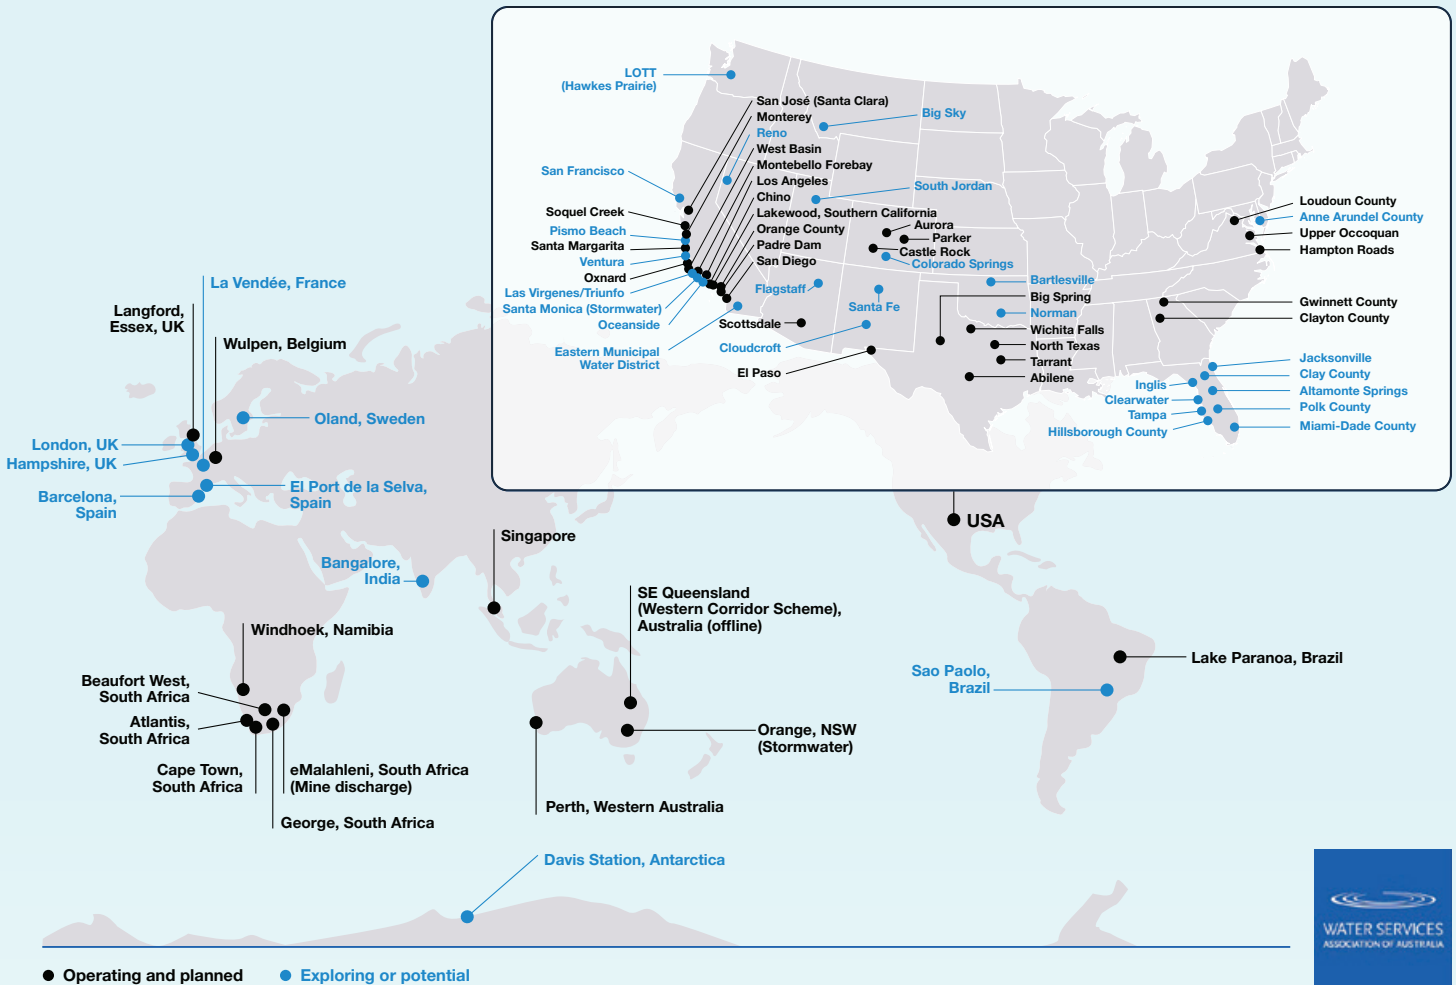 LOTT
(Hawkes Prairie)
San José (Santa Clara)
Monterey
Reno
West Basin
Montebello Forebay
Los Angeles
Chino
Lakewood, Southern California
Orange County
Padre Dam
San Diego
Big Sky
South Jordan
San Francisco
Soquel Creek
Pismo Beach
Santa Margarita
Ventura
Oxnard
Las Virgenes/Triunfo
Santa Monica (Stormwater)
Oceanside
Eastern Municipal
Water District
Aurora
Parker
Castle Rock
Colorado Springs
Flagstaff
Santa Fe
Scottsdale
Cloudcroft
El Paso
Bartlesville
Big Spring
Norman
Wichita Falls
North Texas
Tarrant
Abilene
Loudoun County
Anne Arundel County
Upper Occoquan
Hampton Roads
Gwinnett County
Clayton County
Jacksonville
Clay County
Altamonte Springs
Polk County
Miami-Dade County
Inglis
Clearwater
Tampa
Hillsborough County
La Vendée, France
Langford,
Essex, UK
Wulpen, Belgium
Oland, Sweden
London, UK
Hampshire, UK
Barcelona,
Spain
El Port de la Selva,
Spain
USA
Singapore
Bangalore,
India
SE Queensland
(Western Corridor Scheme),
Australia (offline)
Windhoek, Namibia
Beaufort West,
South Africa
Atlantis,
South Africa
Cape Town,
South Africa
eMalahleni, South Africa
(Mine discharge)
George, South Africa
Perth, Western Australia
Orange, NSW
(Stormwater)
Sao Paolo,
Brazil
Lake Paranoa, Brazil
Davis Station, Antarctica
WATER SERVICES
ASSOCIATION OF AUSTRALIA
Operating and planned
Exploring or potential